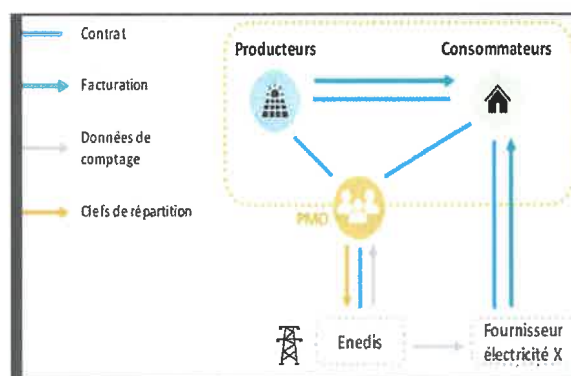 Contrat
Facturation
Données de
comptage
Clefs de répartition
Producteurs
Consommateurs
PMO
Enedis
Fournisseur
électricité X